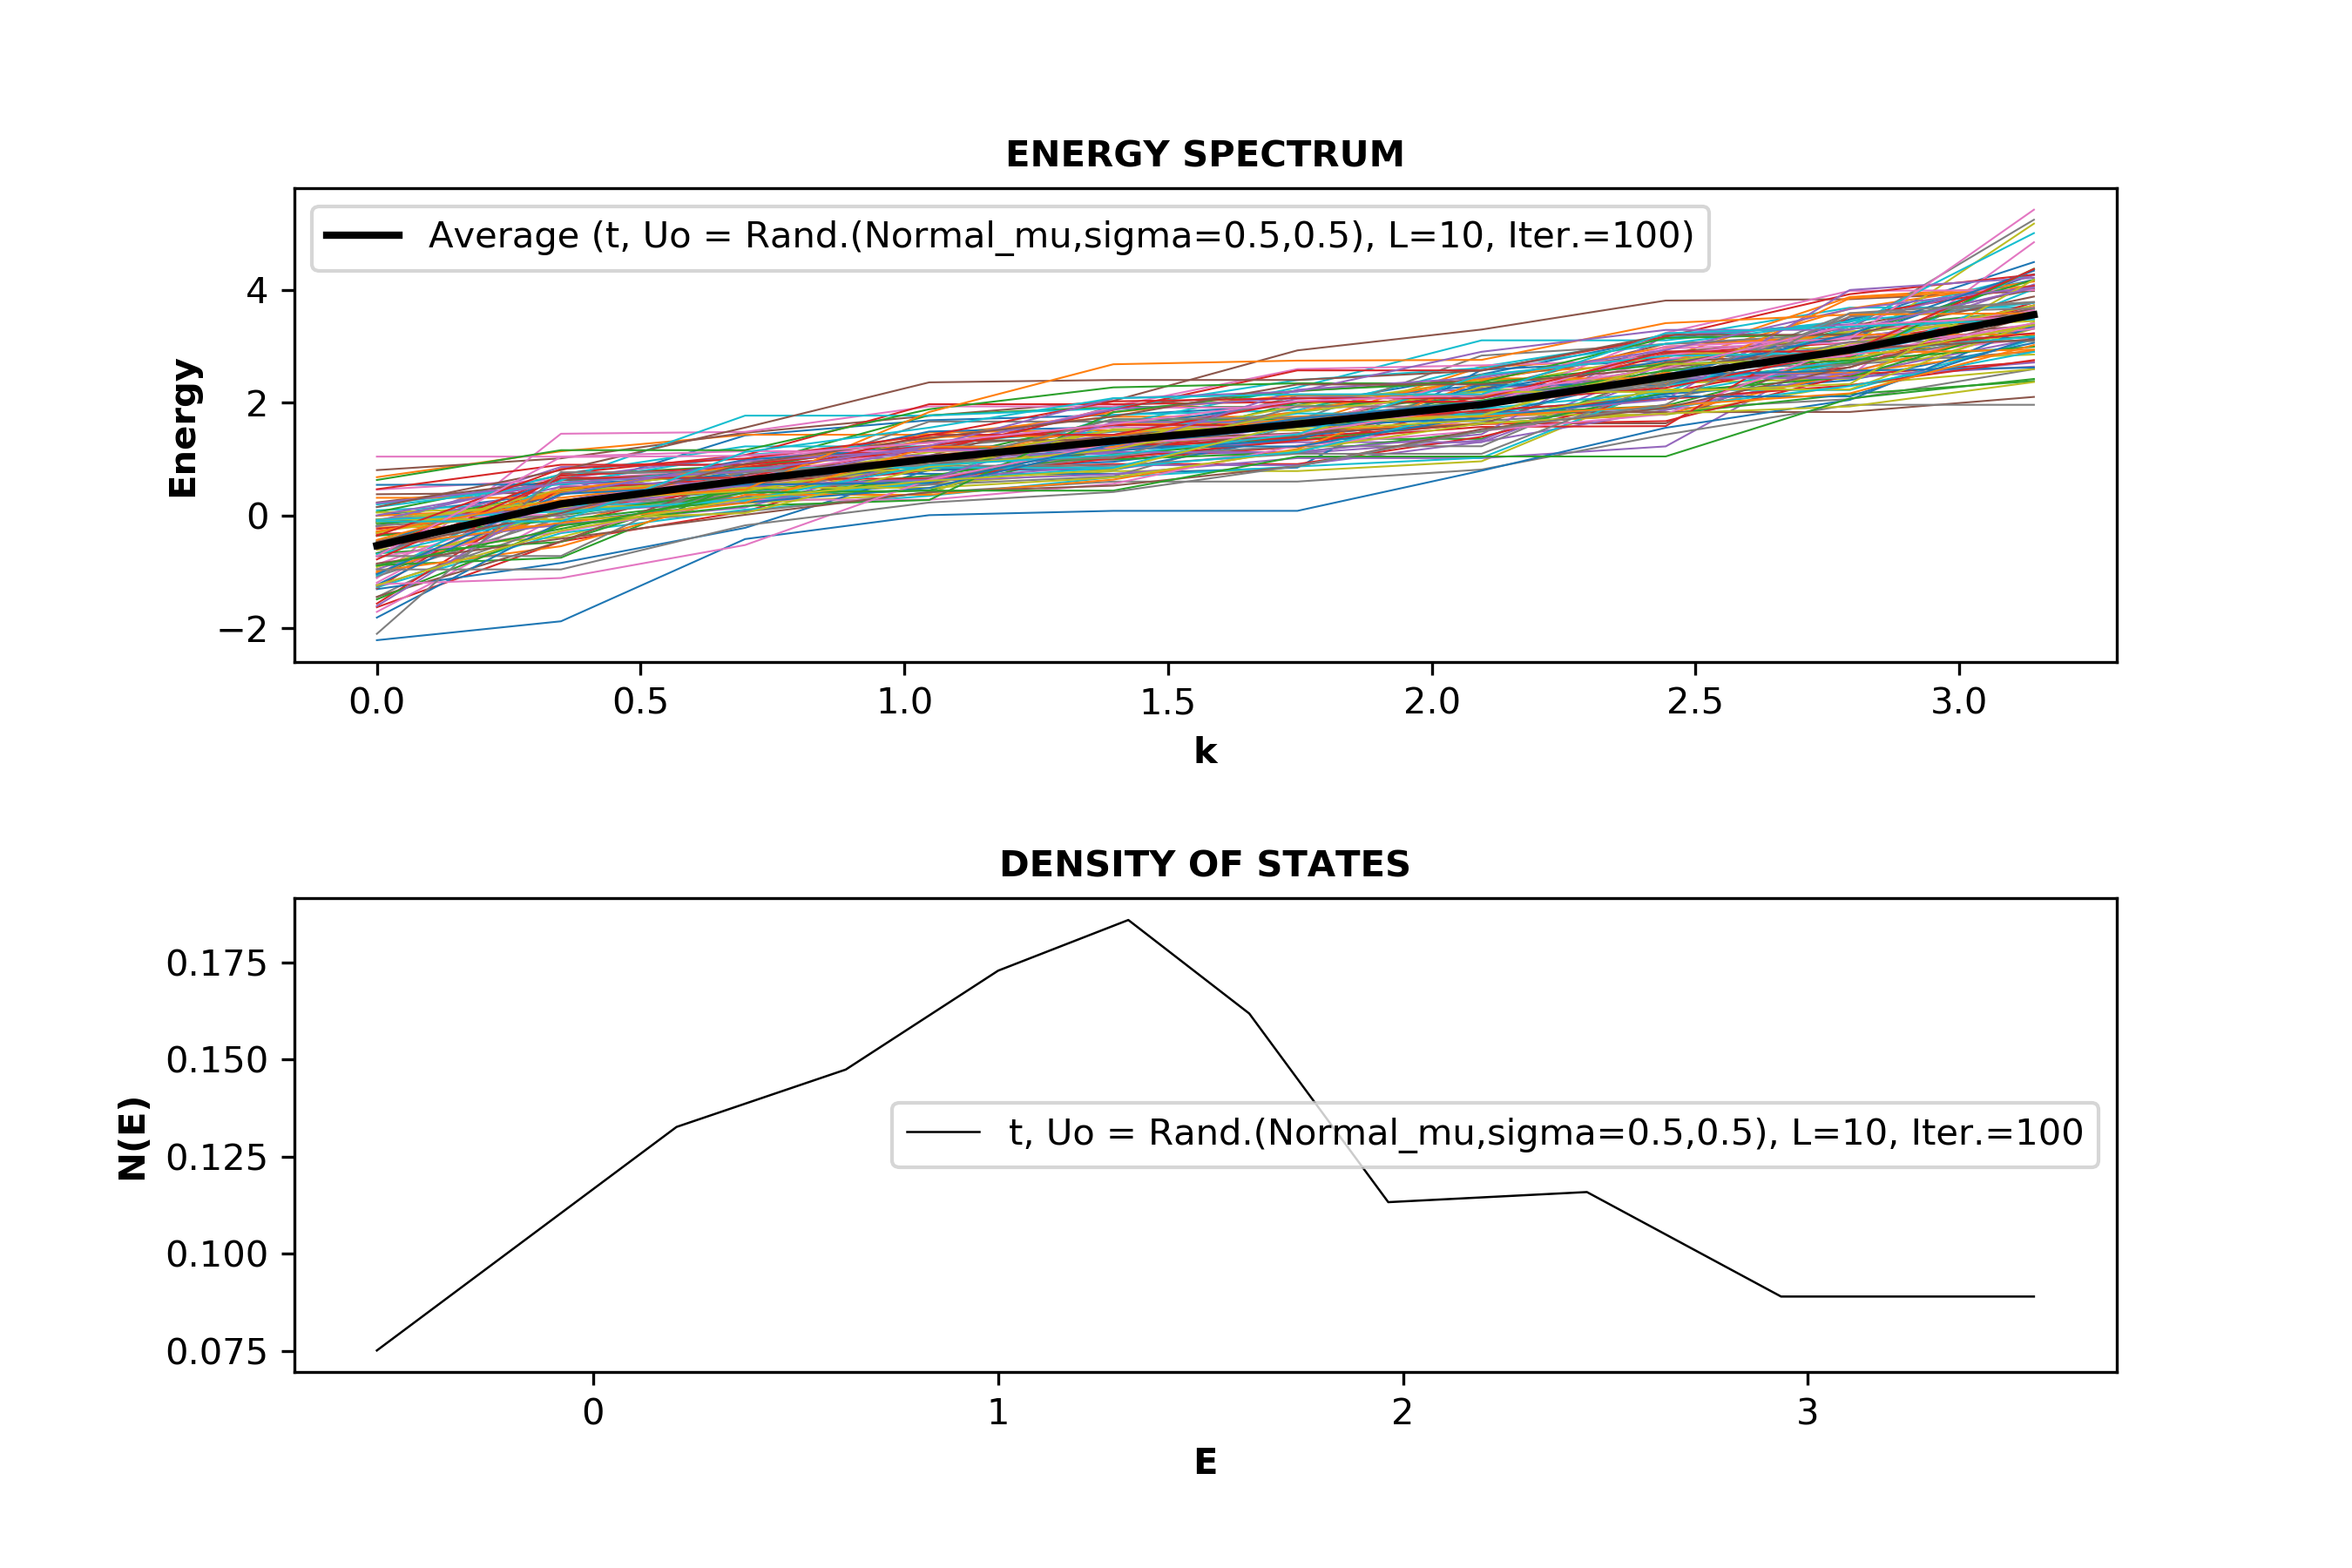 ENERGY SPECTRUM
Average (t, Uo = Rand.(Normal_mu,sigma=0.5,0.5), L=10, Iter.=100)
Energy
4
2
0
−2
0.0 0.5 1.0 1.5 2.0 2.5 3.0
k
DENSITY OF STATES
t, Uo = Rand.(Normal_mu,sigma=0.5,0.5), L=10, Iter.=100
N(E)
0.175
0.150
0.125
0.100
0.075
0 1 2 3
E